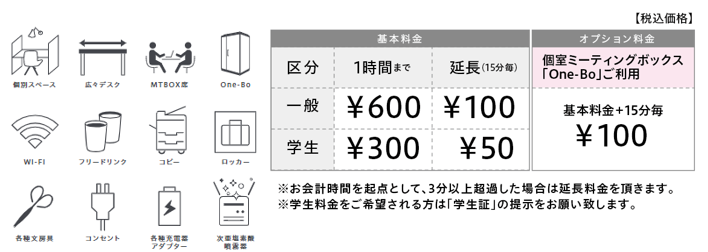 【税込価格】
個別スペース 広々デスク MTBOX席 One-Bo
WI-FI フリードリンク コピー ロッカー
各種文房具 コンセント 各種充電器アダプター 次亜塩素酸噴霧器
基本料金
区分 1時間まで 延長(15分毎)
一般 ¥600 ¥100
学生 ¥300 ¥50
オプション料金
個室ミーティングボックス
「One-Bo」ご利用
基本料金+15分毎
¥100
※お会計時間を起点として、3分以上超過した場合は延長料金を頂きます。
※学生料金をご希望される方は「学生証」の提示をお願い致します。